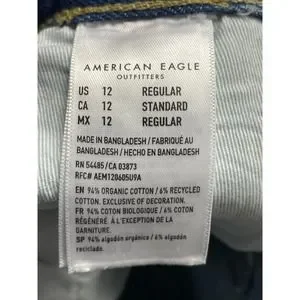 AMERICAN EAGLE
OUTFITTERS
US 12 REGULAR
CA 12 STANDARD
MX 12 REGULAR
MADE IN BANGLADESH / FABRIQUÉ AU
BANGLADESH / HECHO EN BANGLADESH
RN 54485/CA 03873
RFC# AEM120605U9A
EN 94% ORGANIC COTTON / 6% RECYCLED
COTTON. EXCLUSIVE OF DECORATION.
FR 94% COTON BIOLOGIQUE / 6% COTON
RÉGÉNÉRÉ À L'EXCEPTION DE LA
GARNITURE.
SP 94% algodón orgánico / 6% algodón
reciclado.